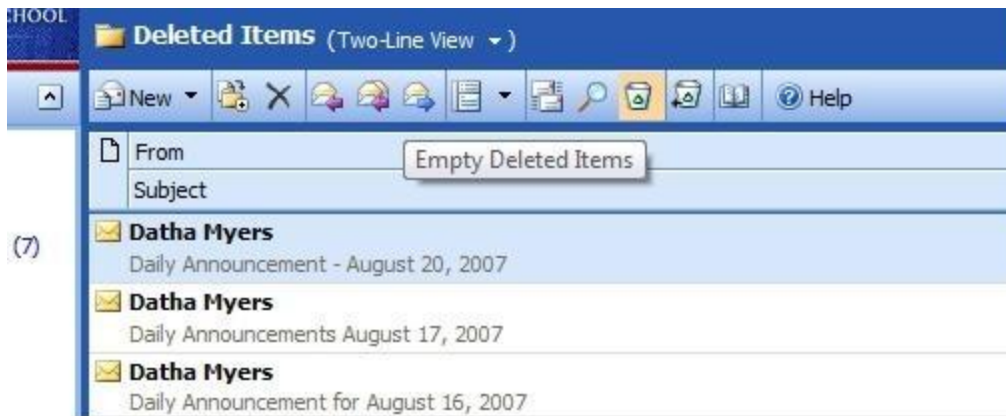 CHOOL
Deleted Items (Two-Line View )
New Help
From
Empty Deleted Items
Subject
(7)
Datha Myers
Daily Announcement - August 20, 2007
Datha Myers
Daily Announcements August 17, 2007
Datha Myers
Daily Announcement for August 16, 2007